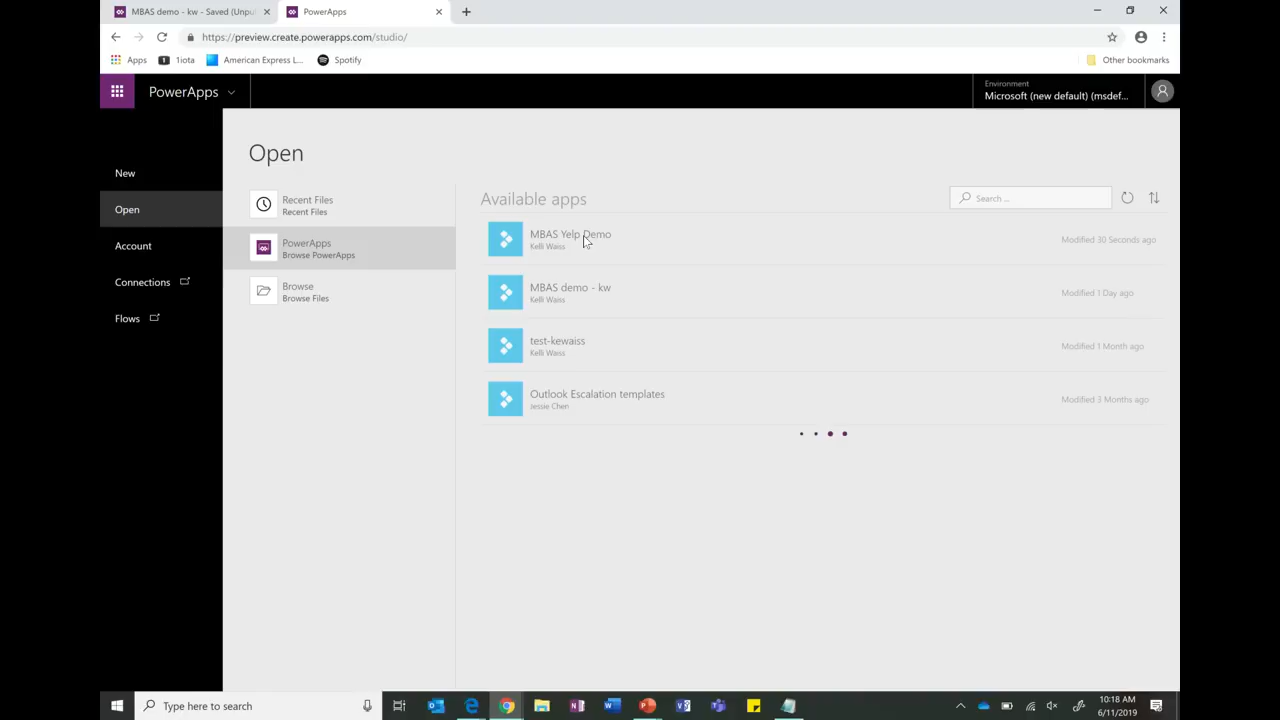 MBAS demo - kw - Saved (Unpu
PowerApps
https://preview.create.powerapps.com/studio/
Apps
1iota
American Express L...
Spotify
Other bookmarks
PowerApps
Environment
Microsoft (new default) (msdef...
New
Open
Account
Connections
Flows
Open
Recent Files
Recent Files
PowerApps
Browse PowerApps
Browse
Browse Files
Available apps
Search ...
MBAS Yelp Demo
Kelli Waiss
Modified 30 Seconds ago
MBAS demo - kw
Kelli Waiss
Modified 1 Day ago
test-kewaiss
Kelli Waiss
Modified 1 Month ago
Outlook Escalation templates
Jessie Chen
Modified 3 Months ago
Type here to search
10:18 AM
6/11/2019